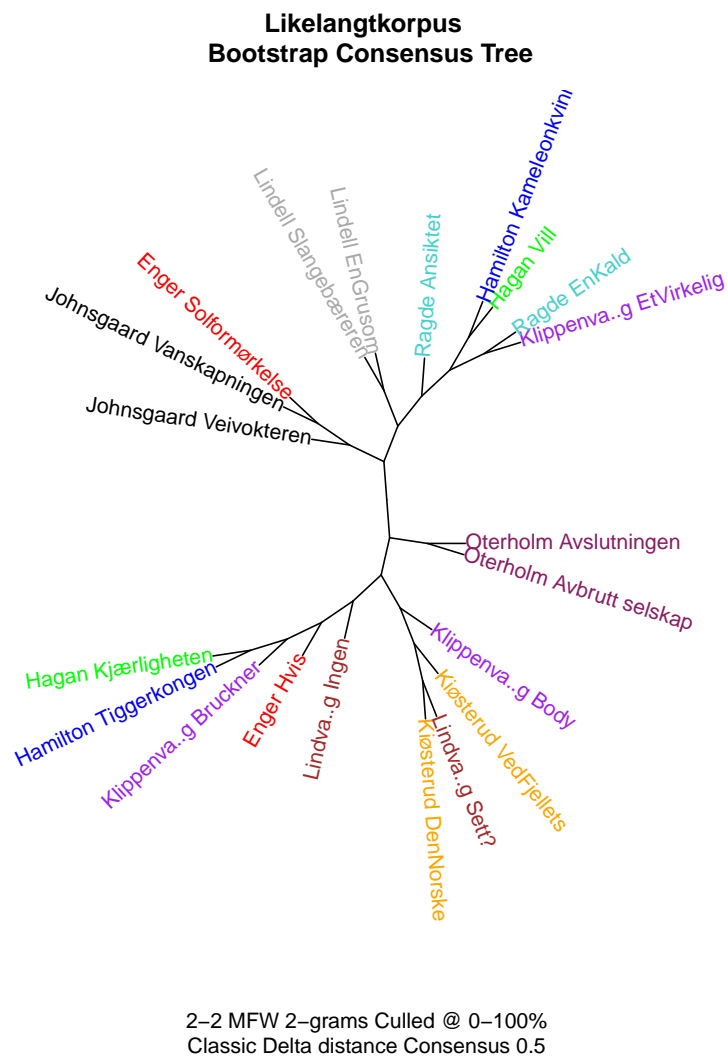 Likelangtkorpus
Bootstrap Consensus Tree
Hamilton Kameleonkvini
Hagan Vill
Ragde EnKald
Klippenva..g EtVirkelig
Ragde Ansiktet
Lindell EnGrusom
Lindell Slangebæreren
Enger Solformørkelse
Johnsgaard Vanskapningen
Johnsgaard Veivokteren
Oterholm Avslutningen
Oterholm Avbrutt selskap
Klippenva..g Body
Kiøsterud VedFjellets
Lindva..g Sett?
Kiøsterud DenNorske
Lindva..g Ingen
Enger Hvis
Klippenva..g Bruckner
Hamilton Tiggerkongen
Hagan Kjærligheten
2−2 MFW 2−grams Culled @ 0−100%
Classic Delta distance Consensus 0.5